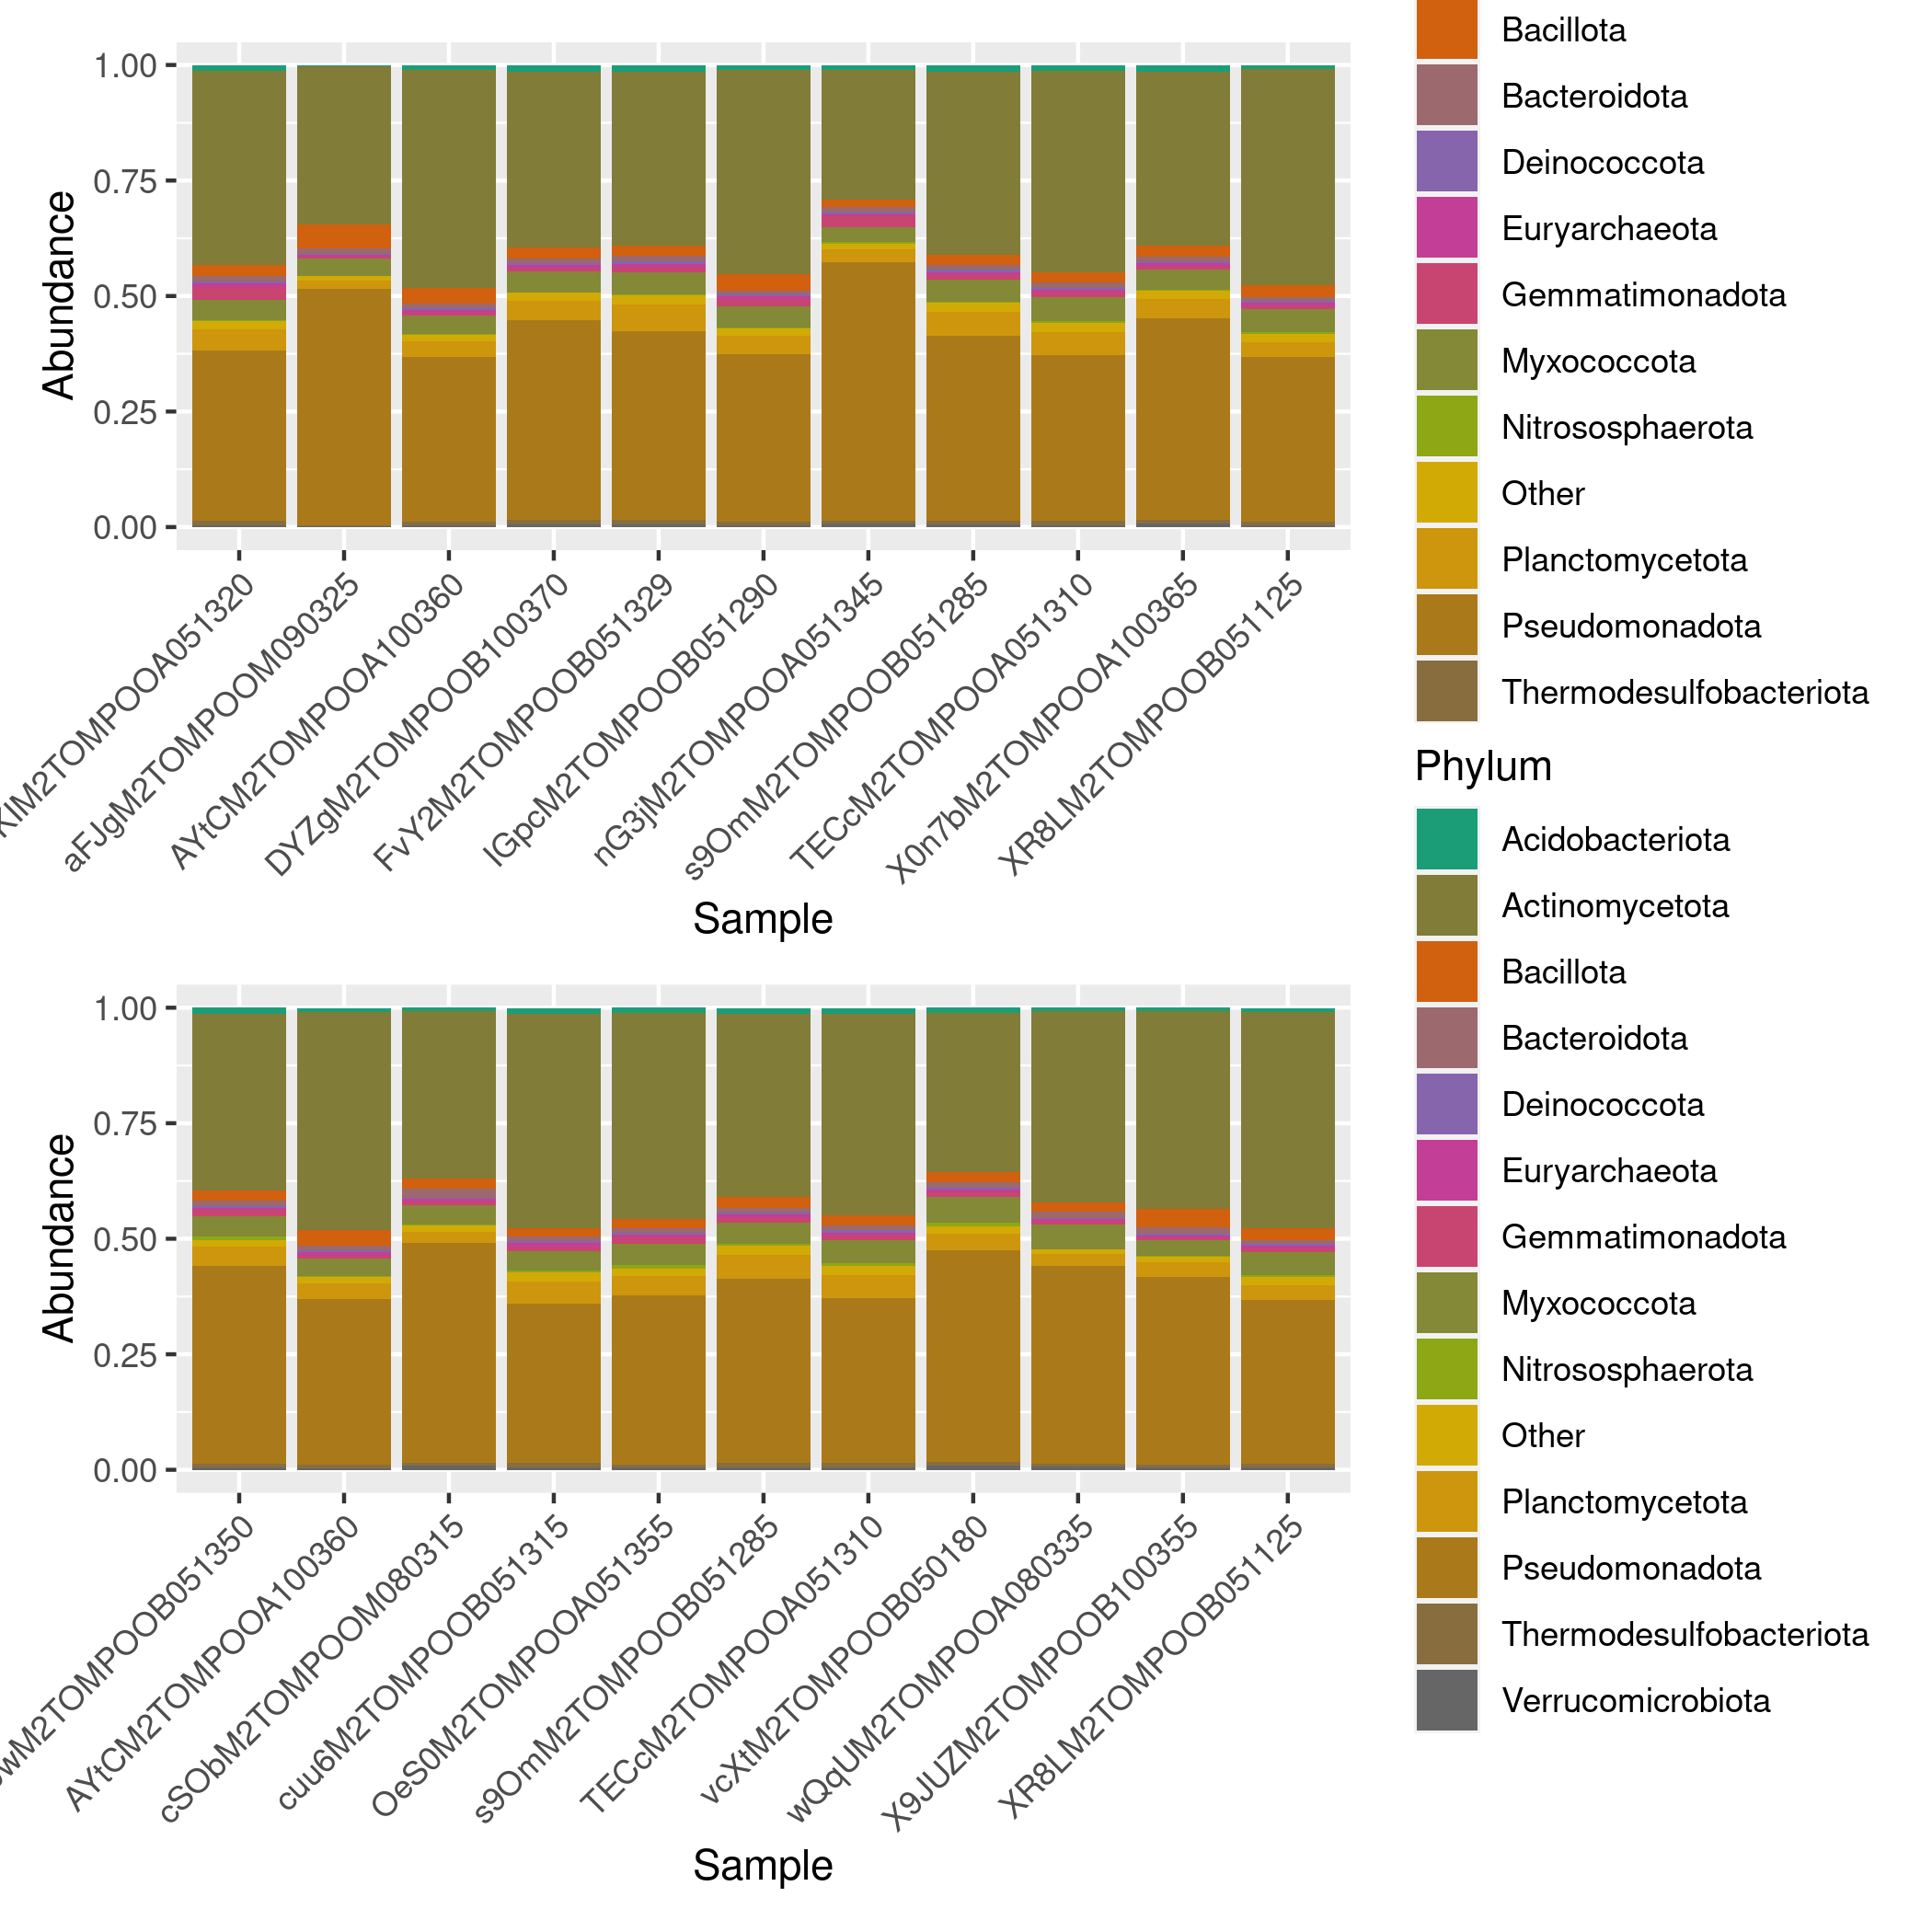 Abundance
1.00
0.75
0.50
0.25
0.00
KIM2TOMPOOA051320
aFJgM2TOMPOOM090325
AYtCM2TOMPOOA100360
DYZgM2TOMPOOB100370
FvY2M2TOMPOOB051329
IGpcM2TOMPOOB051290
nG3jM2TOMPOOA051345
s9OmM2TOMPOOB051285
TECcM2TOMPOOA051310
X0n7bM2TOMPOOA100365
XR8LM2TOMPOOB051125
Sample
Bacillota
Bacteroidota
Deinococcota
Euryarchaeota
Gemmatimonadota
Myxococcota
Nitrososphaerota
Other
Planctomycetota
Pseudomonadota
Thermodesulfobacteriota
Abundance
1.00
0.75
0.50
0.25
0.00
wM2TOMPOOB051350
AYtCM2TOMPOOA100360
cSObM2TOMPOOM080315
cuu6M2TOMPOOB051315
OeS0M2TOMPOOA051355
s9OmM2TOMPOOB051285
TECcM2TOMPOOA051310
vcXtM2TOMPOOB050180
wQqUM2TOMPOOA080335
X9JUZM2TOMPOOB100355
XR8LM2TOMPOOB051125
Sample
Phylum
Acidobacteriota
Actinomycetota
Bacillota
Bacteroidota
Deinococcota
Euryarchaeota
Gemmatimonadota
Myxococcota
Nitrososphaerota
Other
Planctomycetota
Pseudomonadota
Thermodesulfobacteriota
Verrucomicrobiota